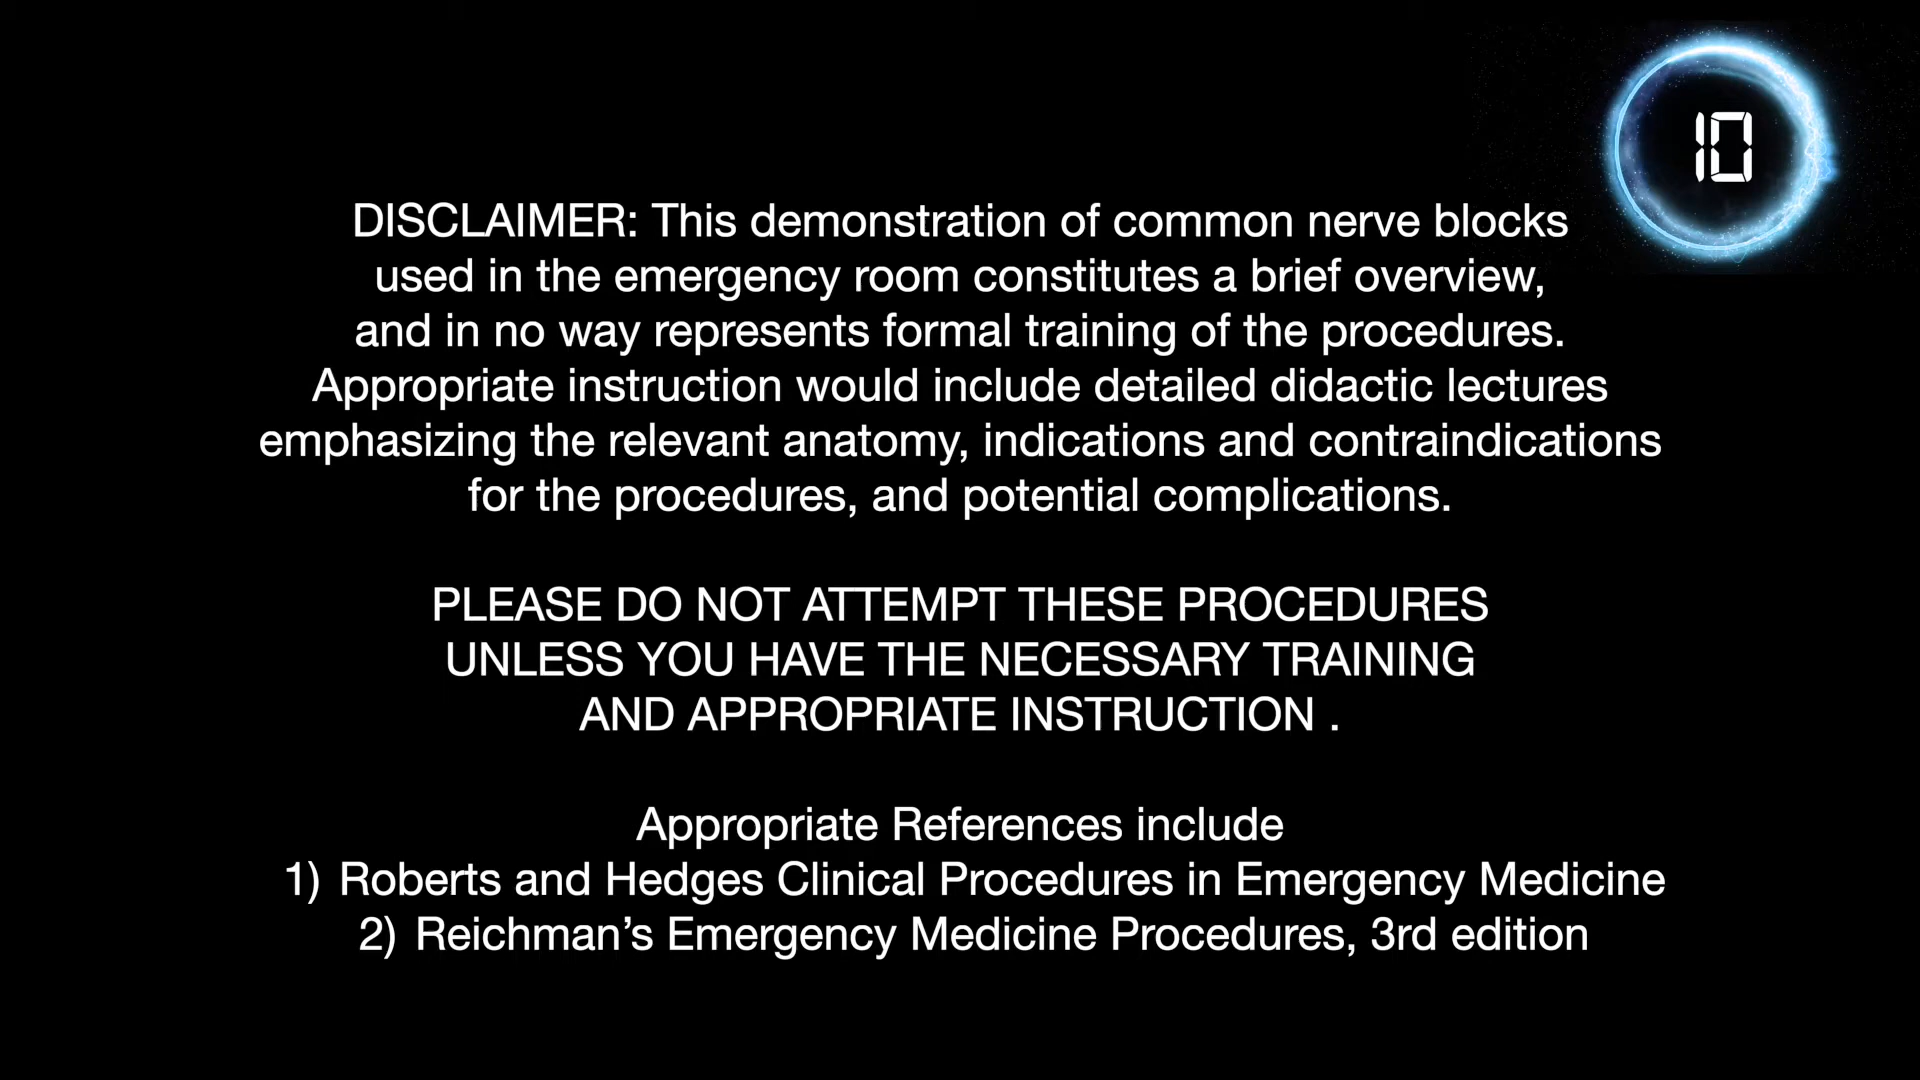 10
DISCLAIMER: This demonstration of common nerve blocks
used in the emergency room constitutes a brief overview,
and in no way represents formal training of the procedures.
Appropriate instruction would include detailed didactic lectures
emphasizing the relevant anatomy, indications and contraindications
for the procedures, and potential complications.
PLEASE DO NOT ATTEMPT THESE PROCEDURES
UNLESS YOU HAVE THE NECESSARY TRAINING
AND APPROPRIATE INSTRUCTION .
Appropriate References include
1) Roberts and Hedges Clinical Procedures in Emergency Medicine
2) Reichman’s Emergency Medicine Procedures, 3rd edition